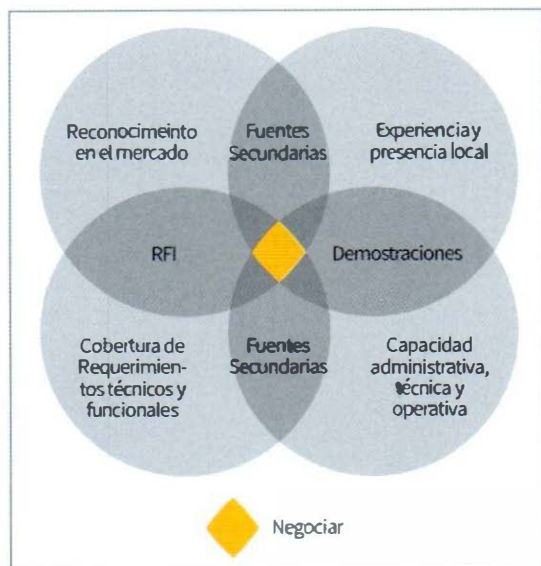 Reconocimeinto
en el mercado
Fuentes
Secundarias
Experiencia y
presencia local
RFI
Demostraciones
Cobertura de
Requerimien-
tos técnicos y
funcionales
Fuentes
Secundarias
Capacidad
administrativa,
técnica y
operativa
Negociar